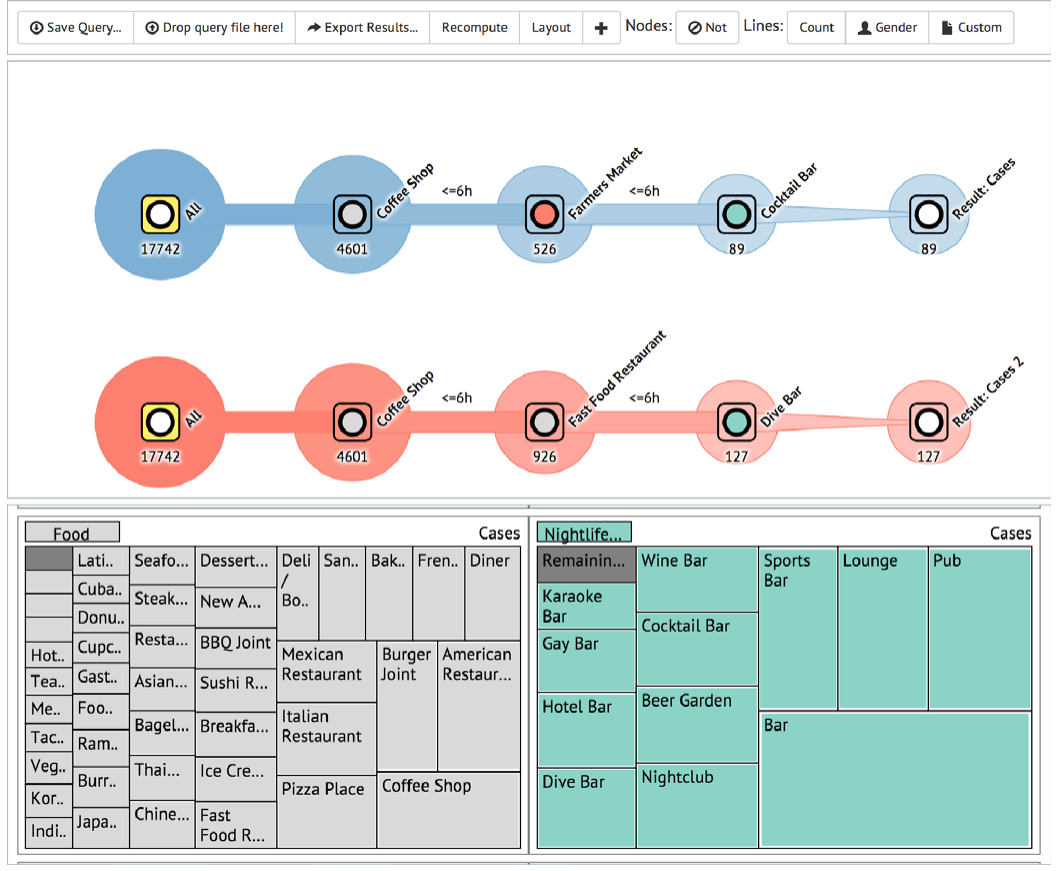 Save Query... Drop query file here! Export Results... Recompute Layout Nodes: Not Lines: Count Gender Custom
All
Coffee Shop
<=6h
Farmers Market
<=6h
Cocktail Bar
Result: Cases
17742
4601
526
89
89
All
Coffee Shop
<=6h
Fast Food Restaurant
<=6h
Dive Bar
Result: Cases 2
17742
4601
926
127
127
Food
Cases
Hot..
Tea..
Me..
Tac..
Veg..
Kor..
Indi..
Lati..
Cuba..
Donu..
Cupc..
Gast..
Foo..
Ram..
Burr..
Japa..
Seafo...
Steak...
Resta...
Asian...
Bagel...
Thai...
Chine...
Dessert...
New A...
BBQ Joint
Sushi R...
Breakfa...
Ice Cre...
Fast
Food R...
Deli
/
Bo..
San..
Bak..
Fren..
Diner
Mexican
Restaurant
Italian
Restaurant
Pizza Place
Burger
Joint
American
Restaur...
Coffee Shop
Nightlife...
Cases
Remainin...
Karaoke
Bar
Gay Bar
Hotel Bar
Dive Bar
Wine Bar
Cocktail Bar
Beer Garden
Nightclub
Sports
Bar
Lounge
Pub
Bar